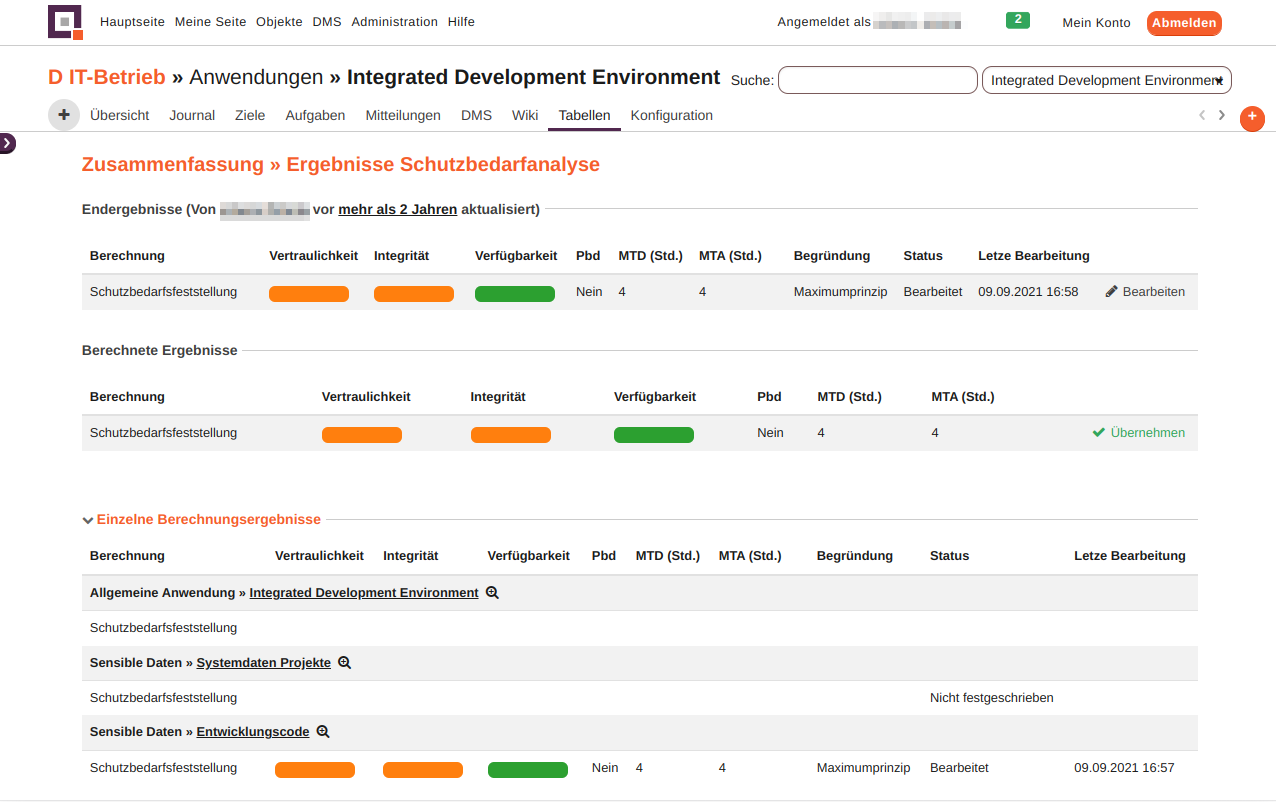 Hauptseite Meine Seite Objekte DMS Administration Hilfe Angemeldet als 2 Mein Konto Abmelden
D IT-Betrieb » Anwendungen » Integrated Development Environment Suche: Integrated Development Environment
+ Übersicht Journal Ziele Aufgaben Mitteilungen DMS Wiki Tabellen Konfiguration +
Zusammenfassung » Ergebnisse Schutzbedarfanalyse
Endergebnisse (Von vor mehr als 2 Jahren aktualisiert)
Berechnung Vertraulichkeit Integrität Verfügbarkeit Pbd MTD (Std.) MTA (Std.) Begründung Status Letze Bearbeitung
Schutzbedarfsfeststellung Nein 4 4 Maximumprinzip Bearbeitet 09.09.2021 16:58 Bearbeiten
Berechnete Ergebnisse
Berechnung Vertraulichkeit Integrität Verfügbarkeit Pbd MTD (Std.) MTA (Std.)
Schutzbedarfsfeststellung Nein 4 4 Übernehmen
Einzelne Berechnungsergebnisse
Berechnung Vertraulichkeit Integrität Verfügbarkeit Pbd MTD (Std.) MTA (Std.) Begründung Status Letze Bearbeitung
Allgemeine Anwendung » Integrated Development Environment
Schutzbedarfsfeststellung
Sensible Daten » Systemdaten Projekte
Schutzbedarfsfeststellung Nicht festgeschrieben
Sensible Daten » Entwicklungscode
Schutzbedarfsfeststellung Nein 4 4 Maximumprinzip Bearbeitet 09.09.2021 16:57